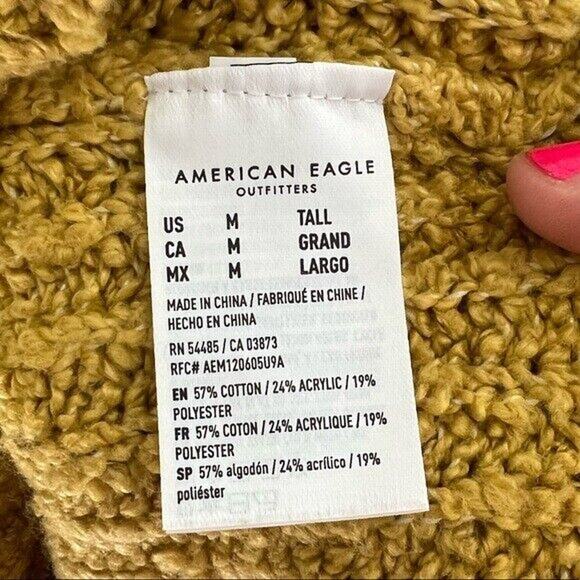 AMERICAN EAGLE
OUTFITTERS
US M TALL
CA M GRAND
MX M LARGO
MADE IN CHINA / FABRIQUÉ EN CHINE /
HECHO EN CHINA
RN 54485 / CA 03873
RFC# AEM120605U9A
EN 57% COTTON / 24% ACRYLIC / 19%
POLYESTER
FR 57% COTON / 24% ACRYLIQUE / 19%
POLYESTER
SP 57% algodón / 24% acrílico / 19%
poliéster